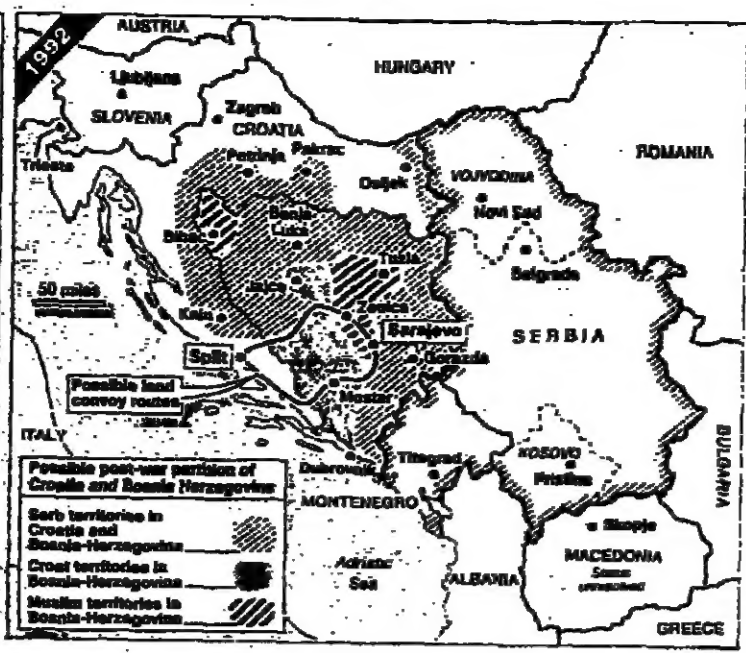 1992
AUSTRIA
HUNGARY
Ljubljana
SLOVENIA
Zagreb
CROATIA
ROMANIA
Trieste
Petrinja
Pakrac
Osijek
VOJVODINA
Novi Sad
Bihac
Banja
Luka
Tuzla
Belgrade
Jajce
50 miles
Zenica
Knin
Sarajevo
SERBIA
Split
Gorazde
Possible land
convoy routes
Mostar
ITALY
KOSOVO
Pristina
BULGARIA
Possible post-war partition of
Croatia and Bosnia Herzegovina
Dubrovnik
Titograd
MONTENEGRO
Serb territories in
Croatia and
Bosnia-Herzegovina
Skopje
Croat territories in
Bosnia-Herzegovina
Adriatic
Sea
ALBANIA
MACEDONIA
Status
unresolved
Muslim territories in
Bosnia-Herzegovina
GREECE